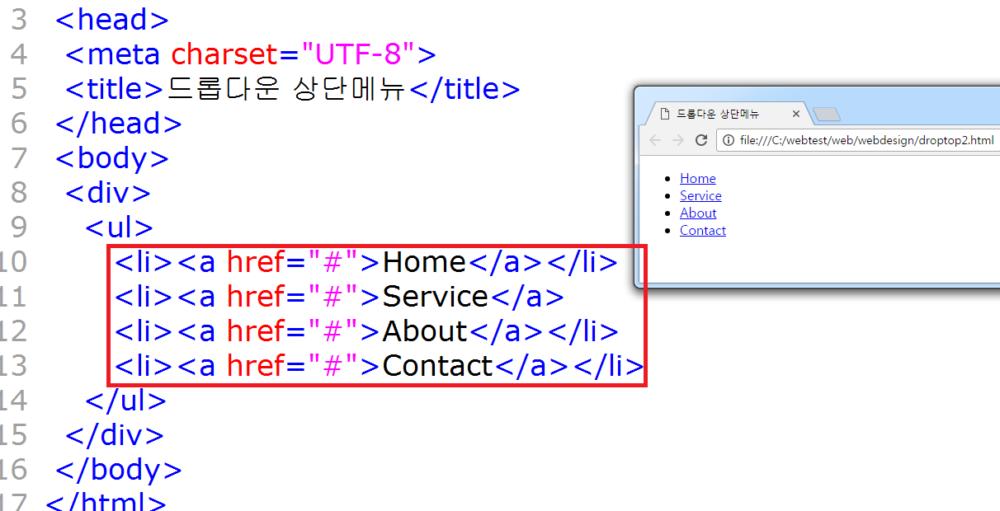 3 <head>
4 <meta charset="UTF-8">
5 <title>드롭다운 상단메뉴</title>
6 </head>
7 <body>
8 <div>
9 <ul>
10 <li><a href="#">Home</a></li>
11 <li><a href="#">Service</a>
12 <li><a href="#">About</a></li>
13 <li><a href="#">Contact</a></li>
14 </ul>
15 </div>
16 </body>
17 </html>
드롭다운 상단메뉴
file:///C:/webtest/web/webdesign/droptop2.html
Home
Service
About
Contact